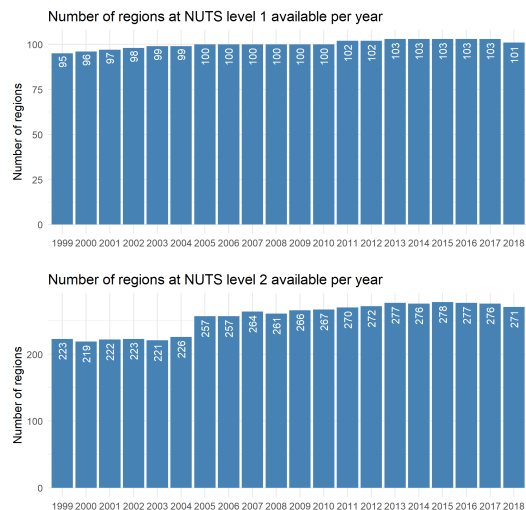 Number of regions at NUTS level 1 available per year
Number of regions
100
75
50
25
0
95 96 97 98 99 99 100 100 100 100 100 100 102 102 103 103 103 103 103 101
1999 2000 2001 2002 2003 2004 2005 2006 2007 2008 2009 2010 2011 2012 2013 2014 2015 2016 2017 2018
Number of regions at NUTS level 2 available per year
Number of regions
200
100
0
223 219 222 223 221 226 257 257 264 261 266 267 270 272 277 276 278 277 276 271
1999 2000 2001 2002 2003 2004 2005 2006 2007 2008 2009 2010 2011 2012 2013 2014 2015 2016 2017 2018